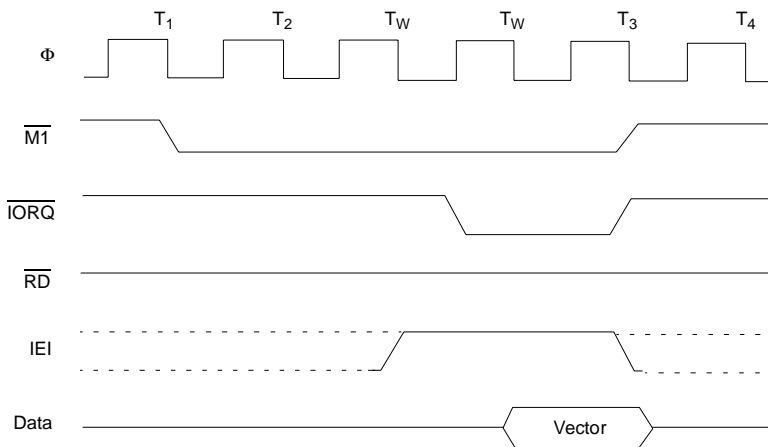 T1 T2 TW TW T3 T4
Φ
M1
IORQ
RD
IEI
Data Vector